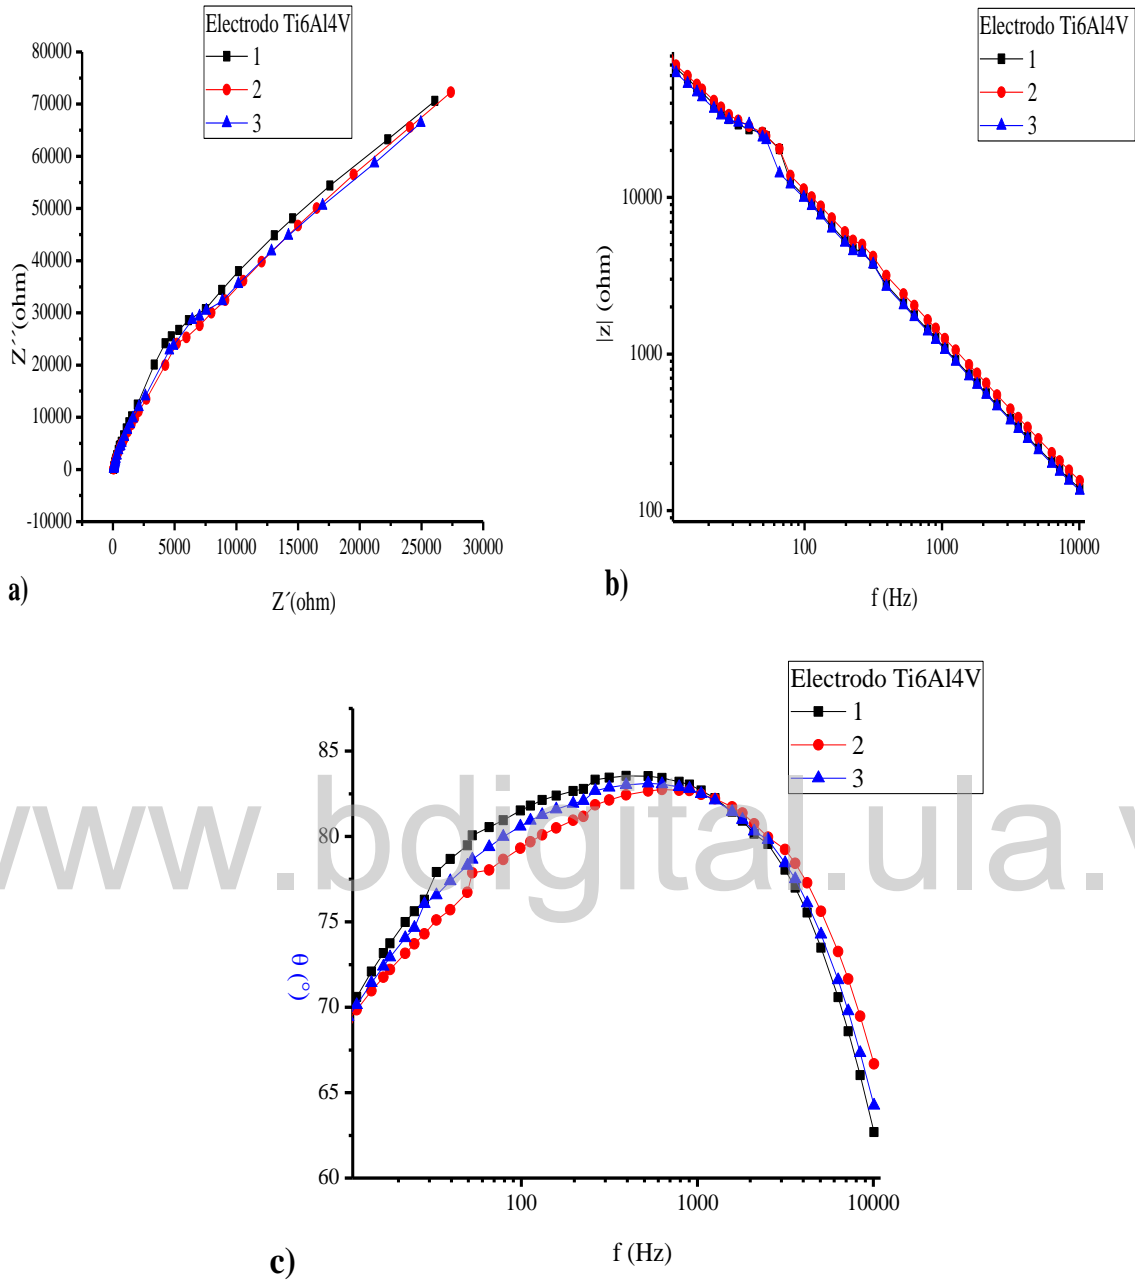 Electrodo Ti6Al4V
1
2
3
80000
70000
60000
50000
40000
30000
20000
10000
0
-10000
Z´´(ohm)
0 5000 10000 15000 20000 25000 30000
Z´(ohm)
a)
Electrodo Ti6Al4V
1
2
3
10000
1000
100
|z| (ohm)
100 1000 10000
f (Hz)
b)
Electrodo Ti6Al4V
1
2
3
85
80
75
70
65
60
θ (°)
100 1000 10000
f (Hz)
c)
www.bdigital.ula.v